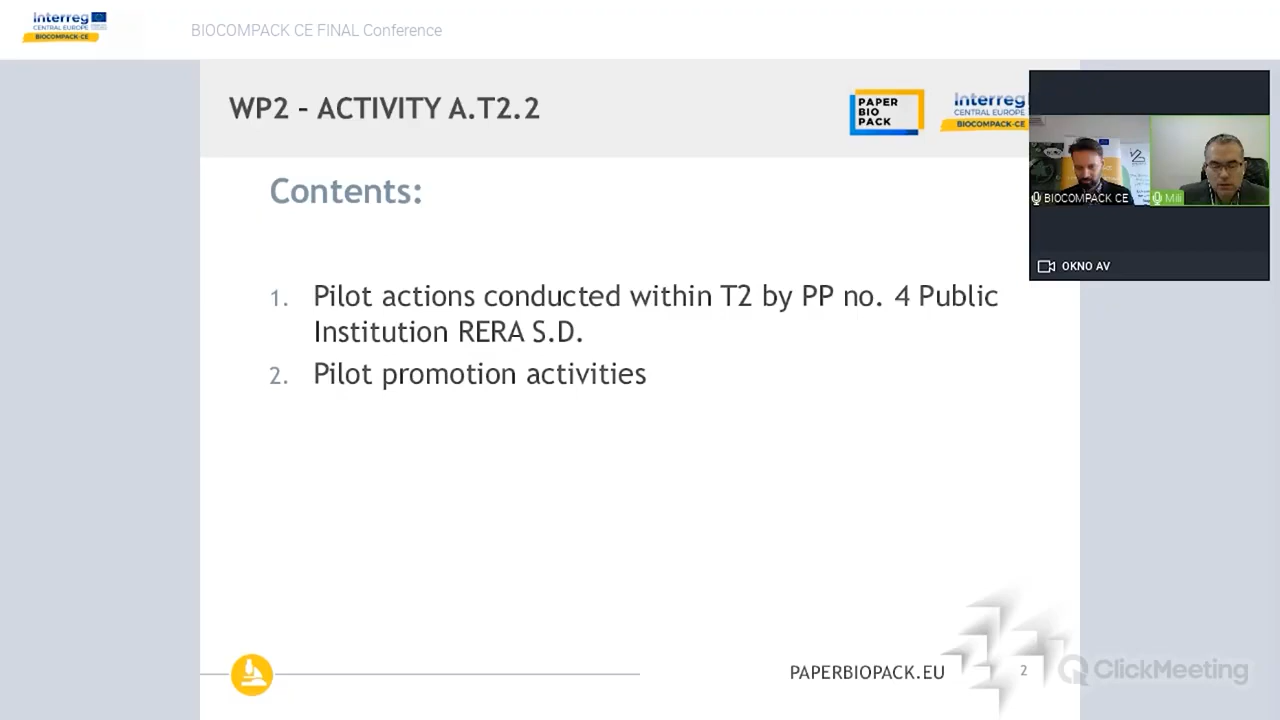 Interreg
CENTRAL EUROPE
BIOCOMPACK-CE
BIOCOMPACK CE FINAL Conference
WP2 – ACTIVITY A.T2.2
PAPER
BIO
PACK
Interreg
CENTRAL EUROPE
BIOCOMPACK-CE
BIOCOMPACK CE
Mili
OKNO AV
Contents:
1. Pilot actions conducted within T2 by PP no. 4 Public
Institution RERA S.D.
2. Pilot promotion activities
PAPERBIOPACK.EU
2
ClickMeeting